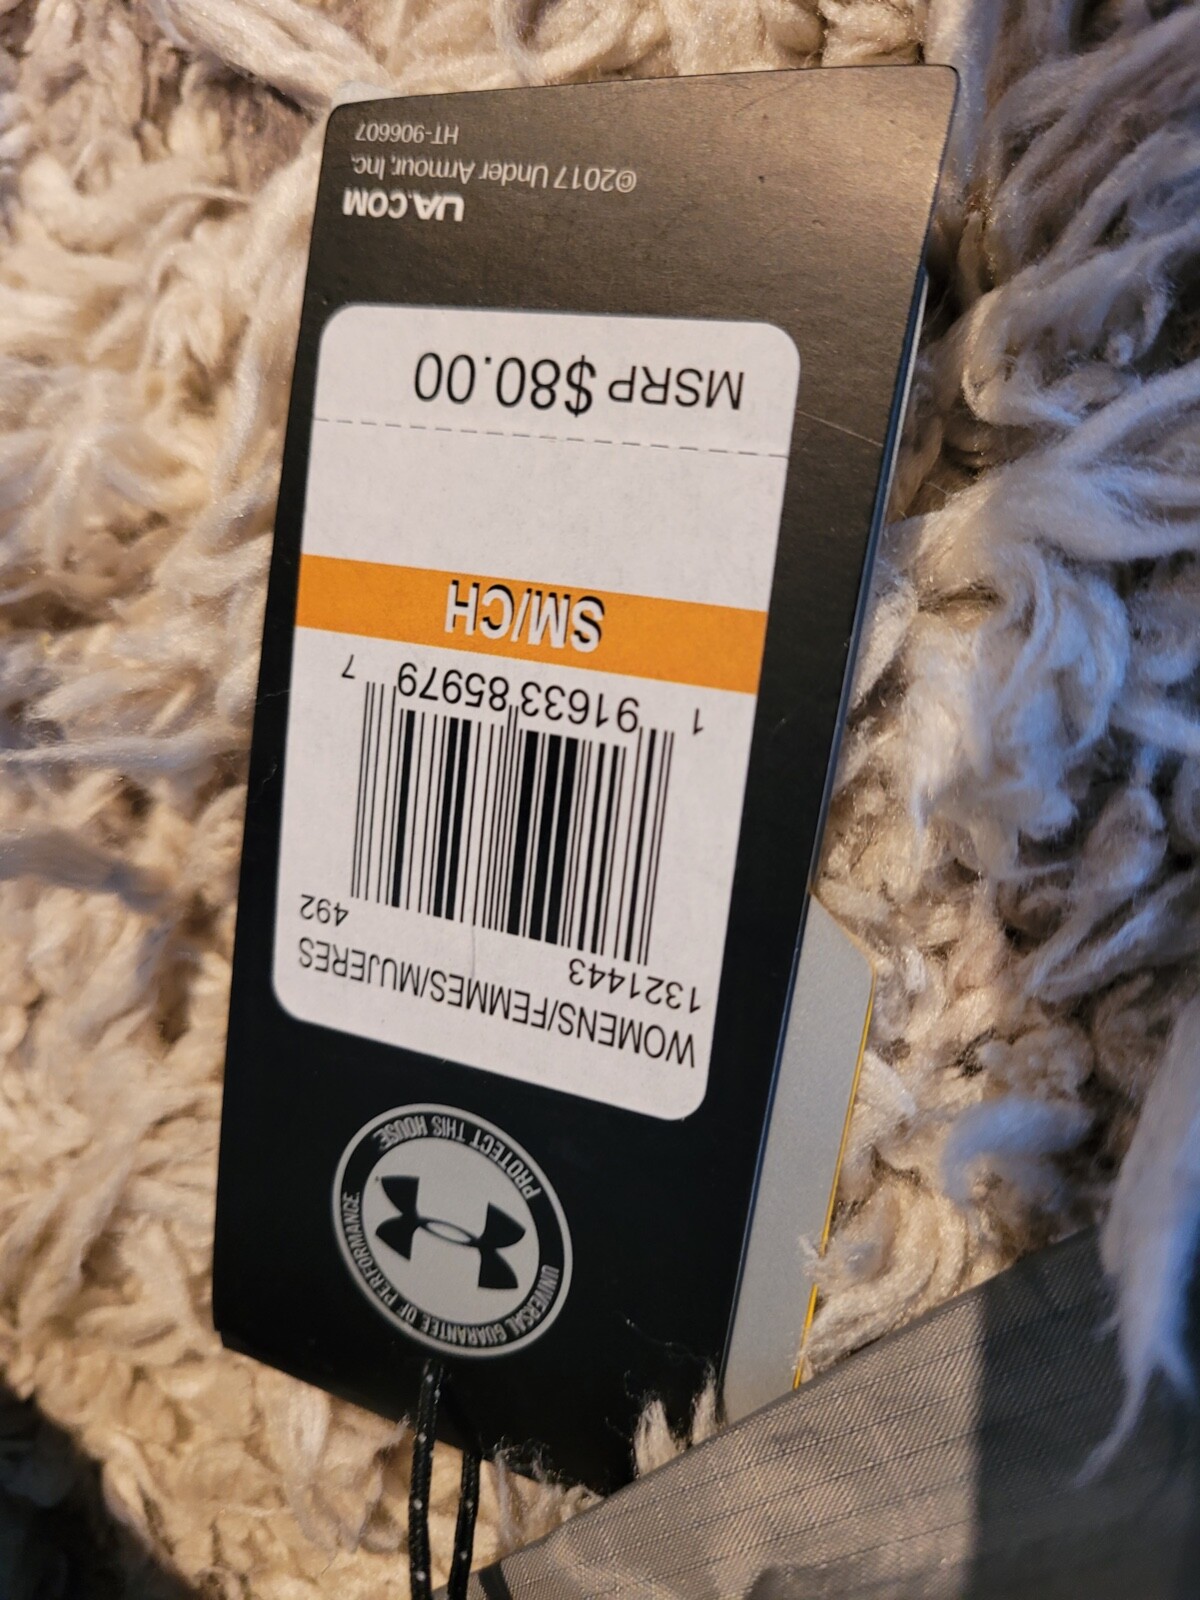 UNIVERSAL GUARANTEE OF PERFORMANCE.
PROTECT THIS HOUSE.
WOMENS/FEMMES/MUJERES
1321443 492
1 91633 85979 7
SM/CH
MSRP $80.00
UA.COM
©2017 Under Armour, Inc.
HT-906607